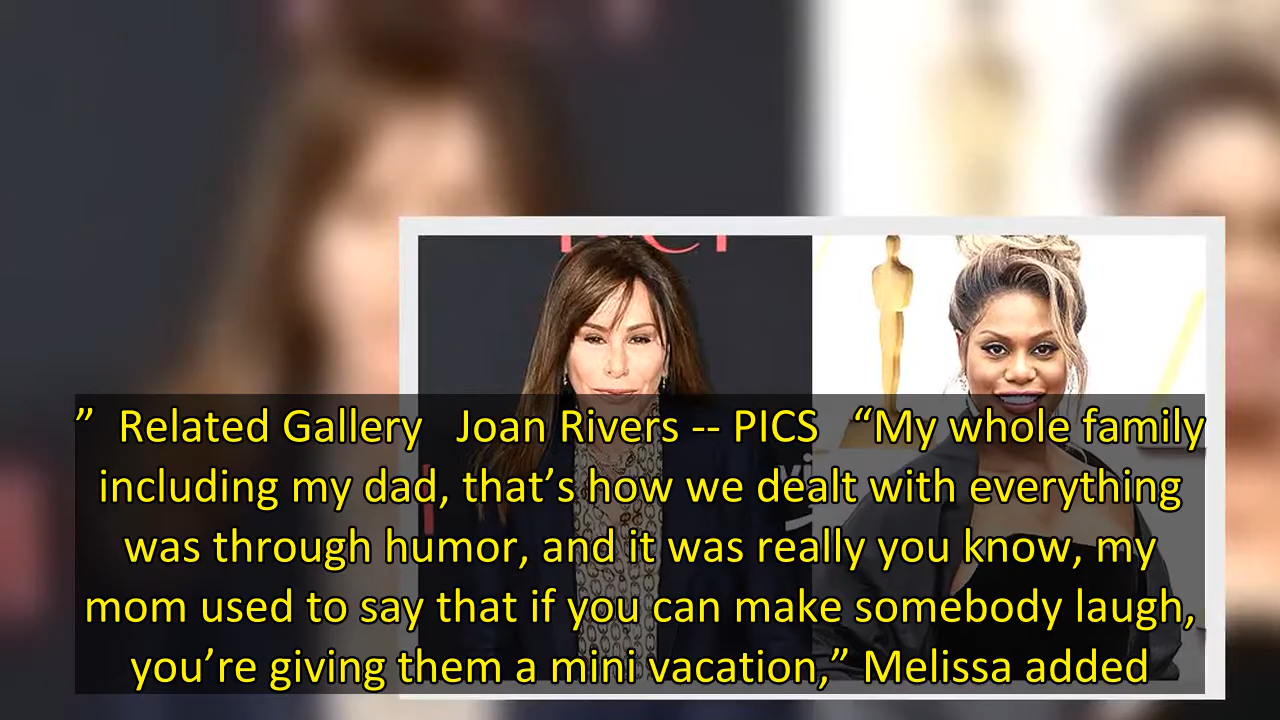 ” Related Gallery Joan Rivers -- PICS “My whole family
including my dad, that’s how we dealt with everything
was through humor, and it was really you know, my
mom used to say that if you can make somebody laugh,
you’re giving them a mini vacation,” Melissa added